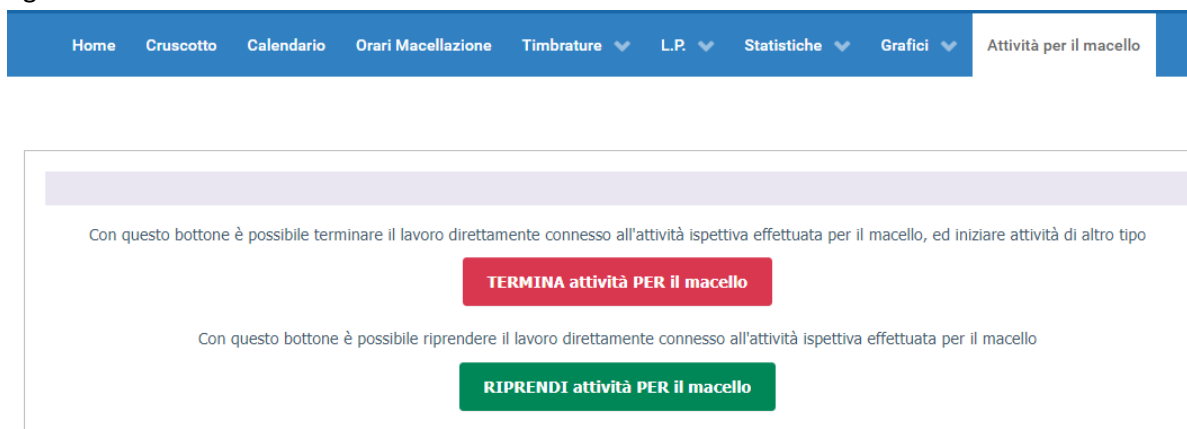 Home Cruscotto Calendario Orari Macellazione Timbrature L.P. Statistiche Grafici Attività per il macello
Con questo bottone è possibile terminare il lavoro direttamente connesso all'attività ispettiva effettuata per il macello, ed iniziare attività di altro tipo
TERMINA attività PER il macello
Con questo bottone è possibile riprendere il lavoro direttamente connesso all'attività ispettiva effettuata per il macello
RIPRENDI attività PER il macello